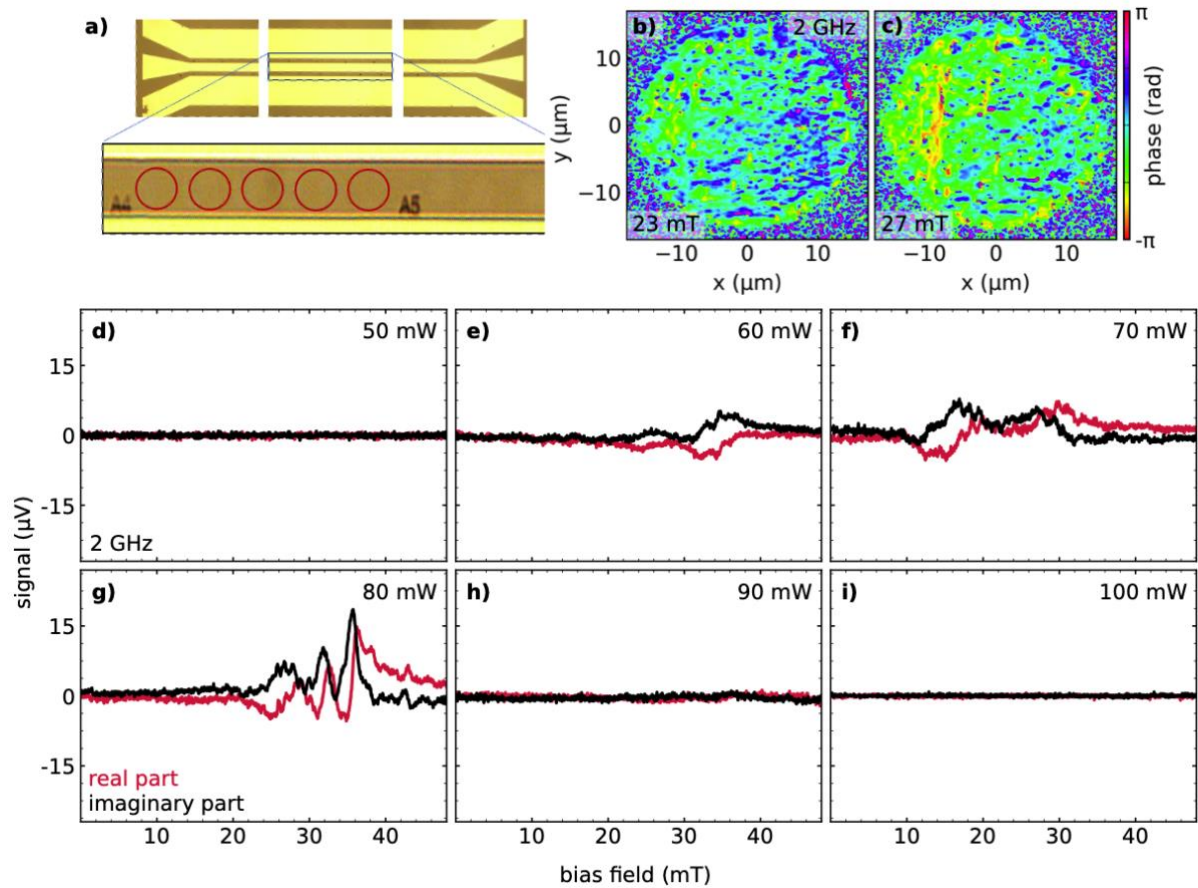 a)
A4
A5
b)
2 GHz
23 mT
c)
27 mT
10
0
−10
y (μm)
−10
0
10
x (μm)
−10
0
10
x (μm)
π
-π
phase (rad)
d)
50 mW
2 GHz
e)
60 mW
f)
70 mW
15
0
-15
signal (μV)
g)
80 mW
real part
imaginary part
h)
90 mW
i)
100 mW
15
0
-15
10
20
30
40
10
20
30
40
10
20
30
40
bias field (mT)